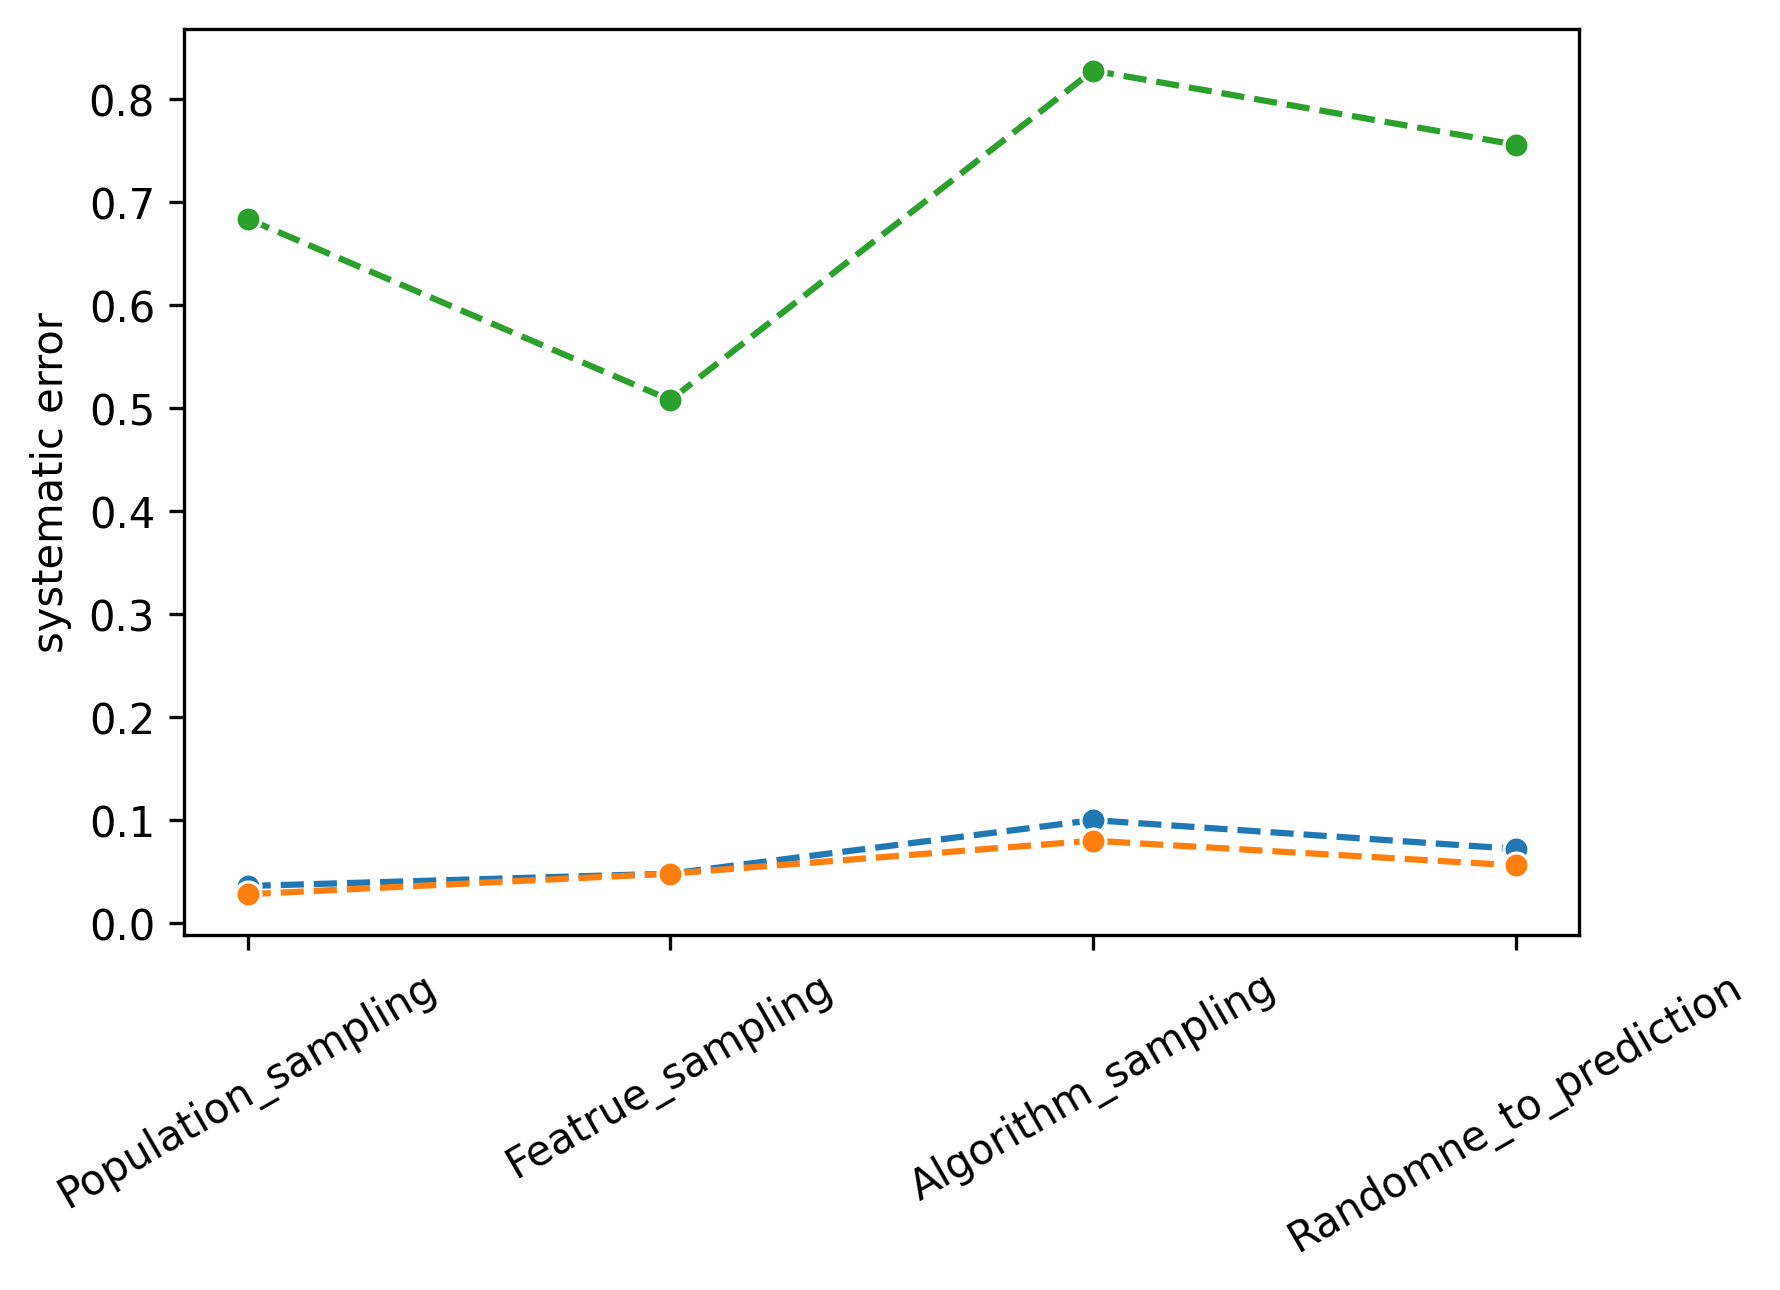 systematic error
0.8
0.7
0.6
0.5
0.4
0.3
0.2
0.1
0.0
Population_sampling
Featrue_sampling
Algorithm_sampling
Randomne_to_prediction